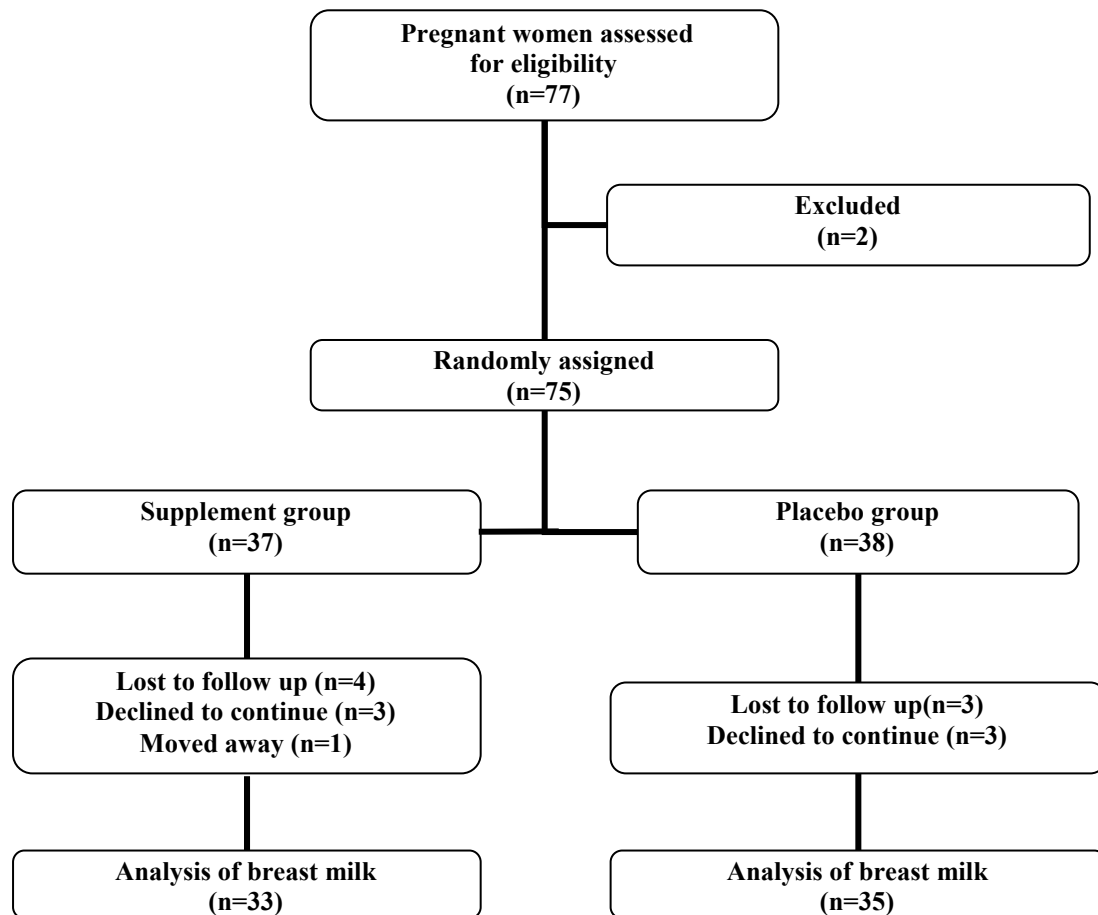 Pregnant women assessed
for eligibility
(n=77)
Excluded
(n=2)
Randomly assigned
(n=75)
Supplement group
(n=37)
Placebo group
(n=38)
Lost to follow up (n=4)
Declined to continue (n=3)
Moved away (n=1)
Lost to follow up(n=3)
Declined to continue (n=3)
Analysis of breast milk
(n=33)
Analysis of breast milk
(n=35)